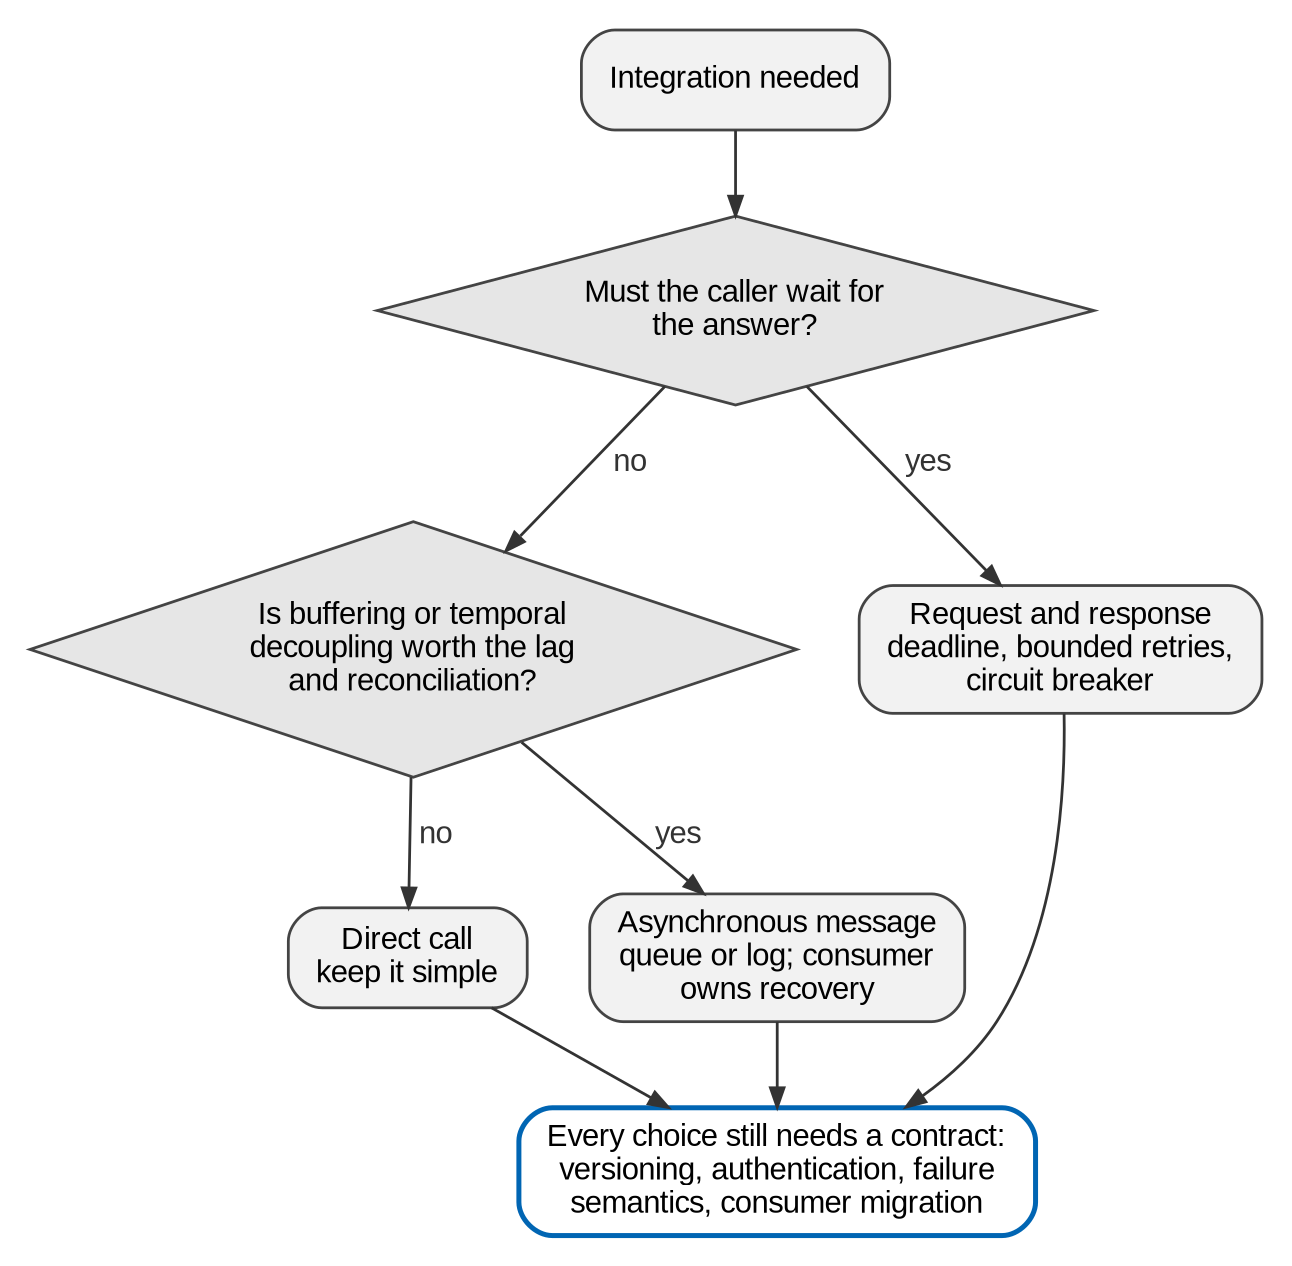 Integration needed
Must the caller wait for
the answer?
no
yes
Is buffering or temporal
decoupling worth the lag
and reconciliation?
Request and response
deadline, bounded retries,
circuit breaker
no
yes
Direct call
keep it simple
Asynchronous message
queue or log; consumer
owns recovery
Every choice still needs a contract:
versioning, authentication, failure
semantics, consumer migration